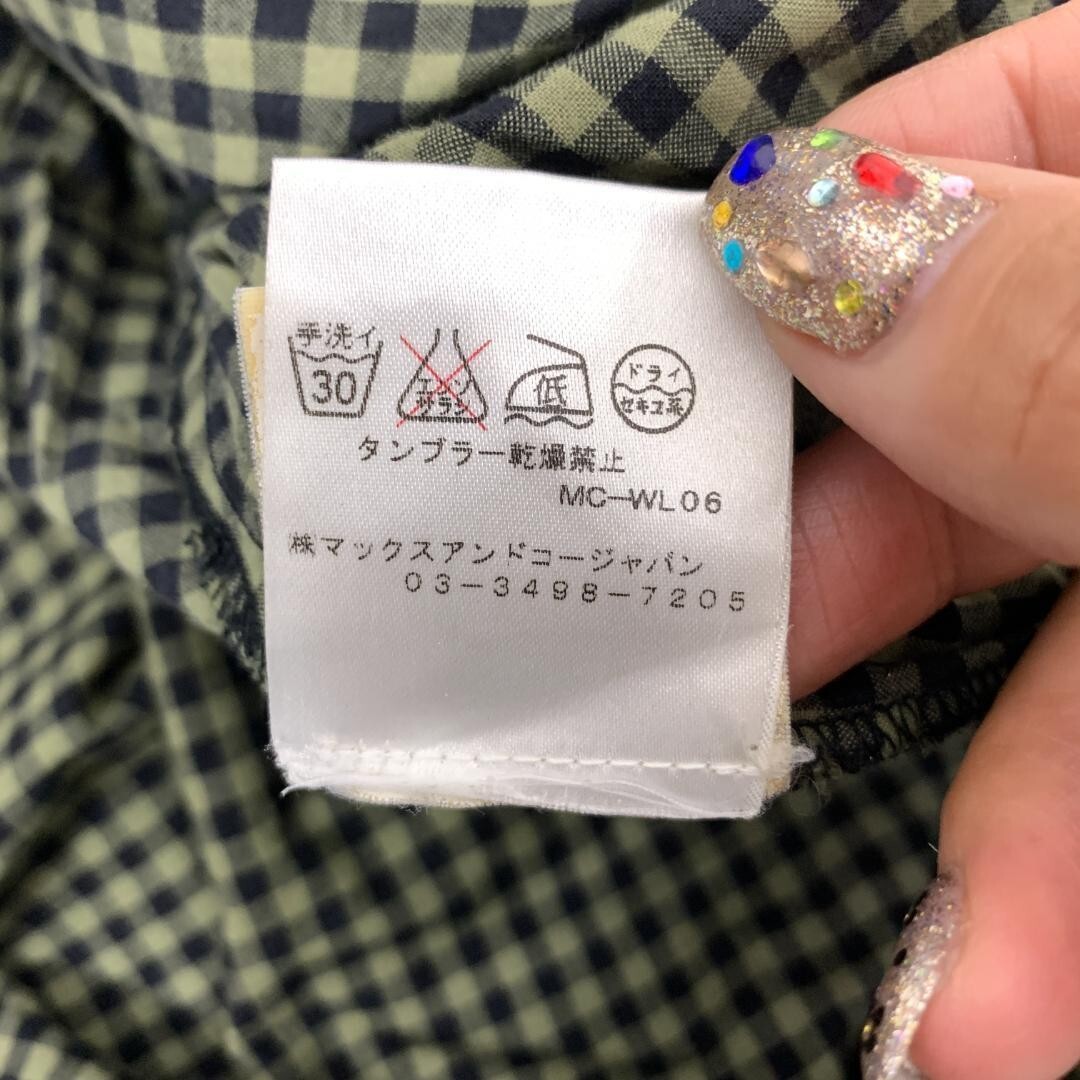 手洗イ
30
エンソ
サラシ
低
ドライ
セキユ系
タンブラー乾燥禁止
MC-WL06
㈱マックスアンドコージャパン
03-3498-7205